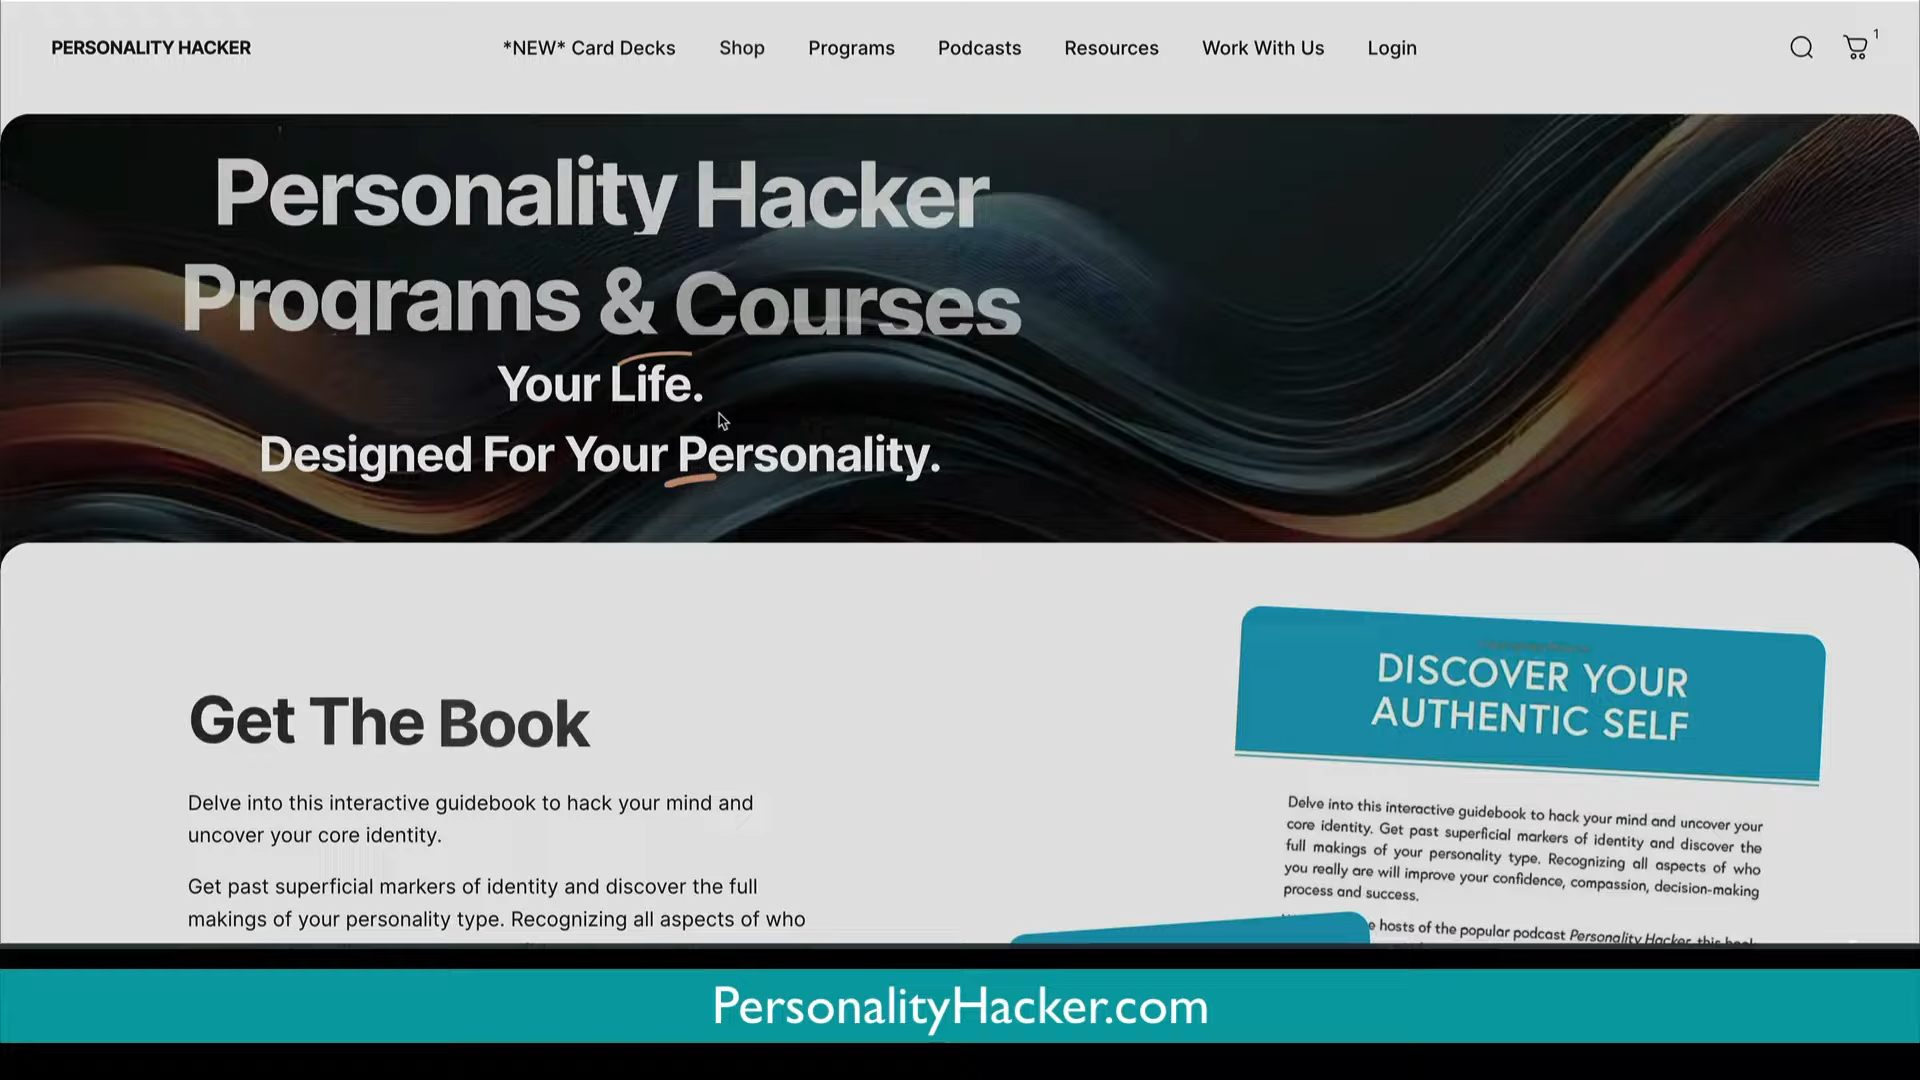 PERSONALITY HACKER
*NEW* Card Decks
Shop
Programs
Podcasts
Resources
Work With Us
Login
1
Personality Hacker
Programs & Courses
Your Life.
Designed For Your Personality.
Get The Book
Delve into this interactive guidebook to hack your mind and
uncover your core identity.
Get past superficial markers of identity and discover the full
makings of your personality type. Recognizing all aspects of who
DISCOVER YOUR
AUTHENTIC SELF
Delve into this interactive guidebook to hack your mind and uncover your
core identity. Get past superficial markers of identity and discover the
full makings of your personality type. Recognizing all aspects of who
you really are will improve your confidence, compassion, decision-making
process and success.
hosts of the popular podcast Personality Hacker, this book
PersonalityHacker.com